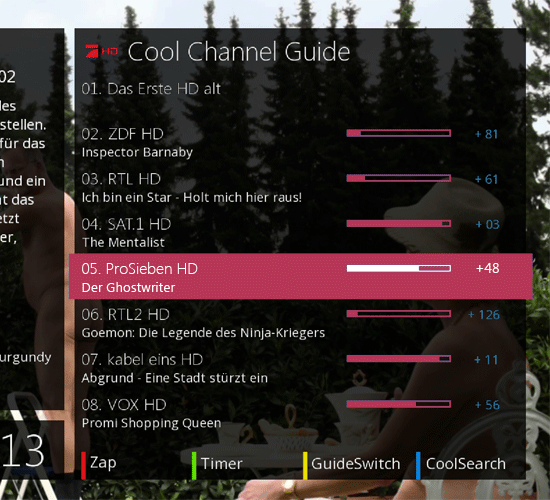 HD Cool Channel Guide
02
01. Das Erste HD alt
des
stellen.
für das
und ein
das
etzt
er,
02. ZDF HD + 81
Inspector Barnaby
03. RTL HD + 61
Ich bin ein Star - Holt mich hier raus!
04. SAT.1 HD + 03
The Mentalist
05. ProSieben HD +48
Der Ghostwriter
06. RTL2 HD + 126
Goemon: Die Legende des Ninja-Kriegers
urgundy
07. kabel eins HD + 11
Abgrund - Eine Stadt stürzt ein
08. VOX HD + 56
Promi Shopping Queen
13
Zap Timer GuideSwitch CoolSearch